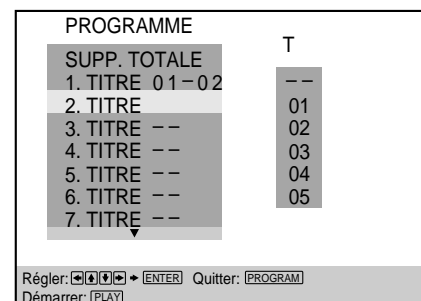 PROGRAMME
T
SUPP. TOTALE
1. TITRE 01–02
2. TITRE
3. TITRE – –
4. TITRE – –
5. TITRE – –
6. TITRE – –
7. TITRE – –
– –
01
02
03
04
05
Régler: ENTER Quitter: PROGRAM
Démarrer: PLAY